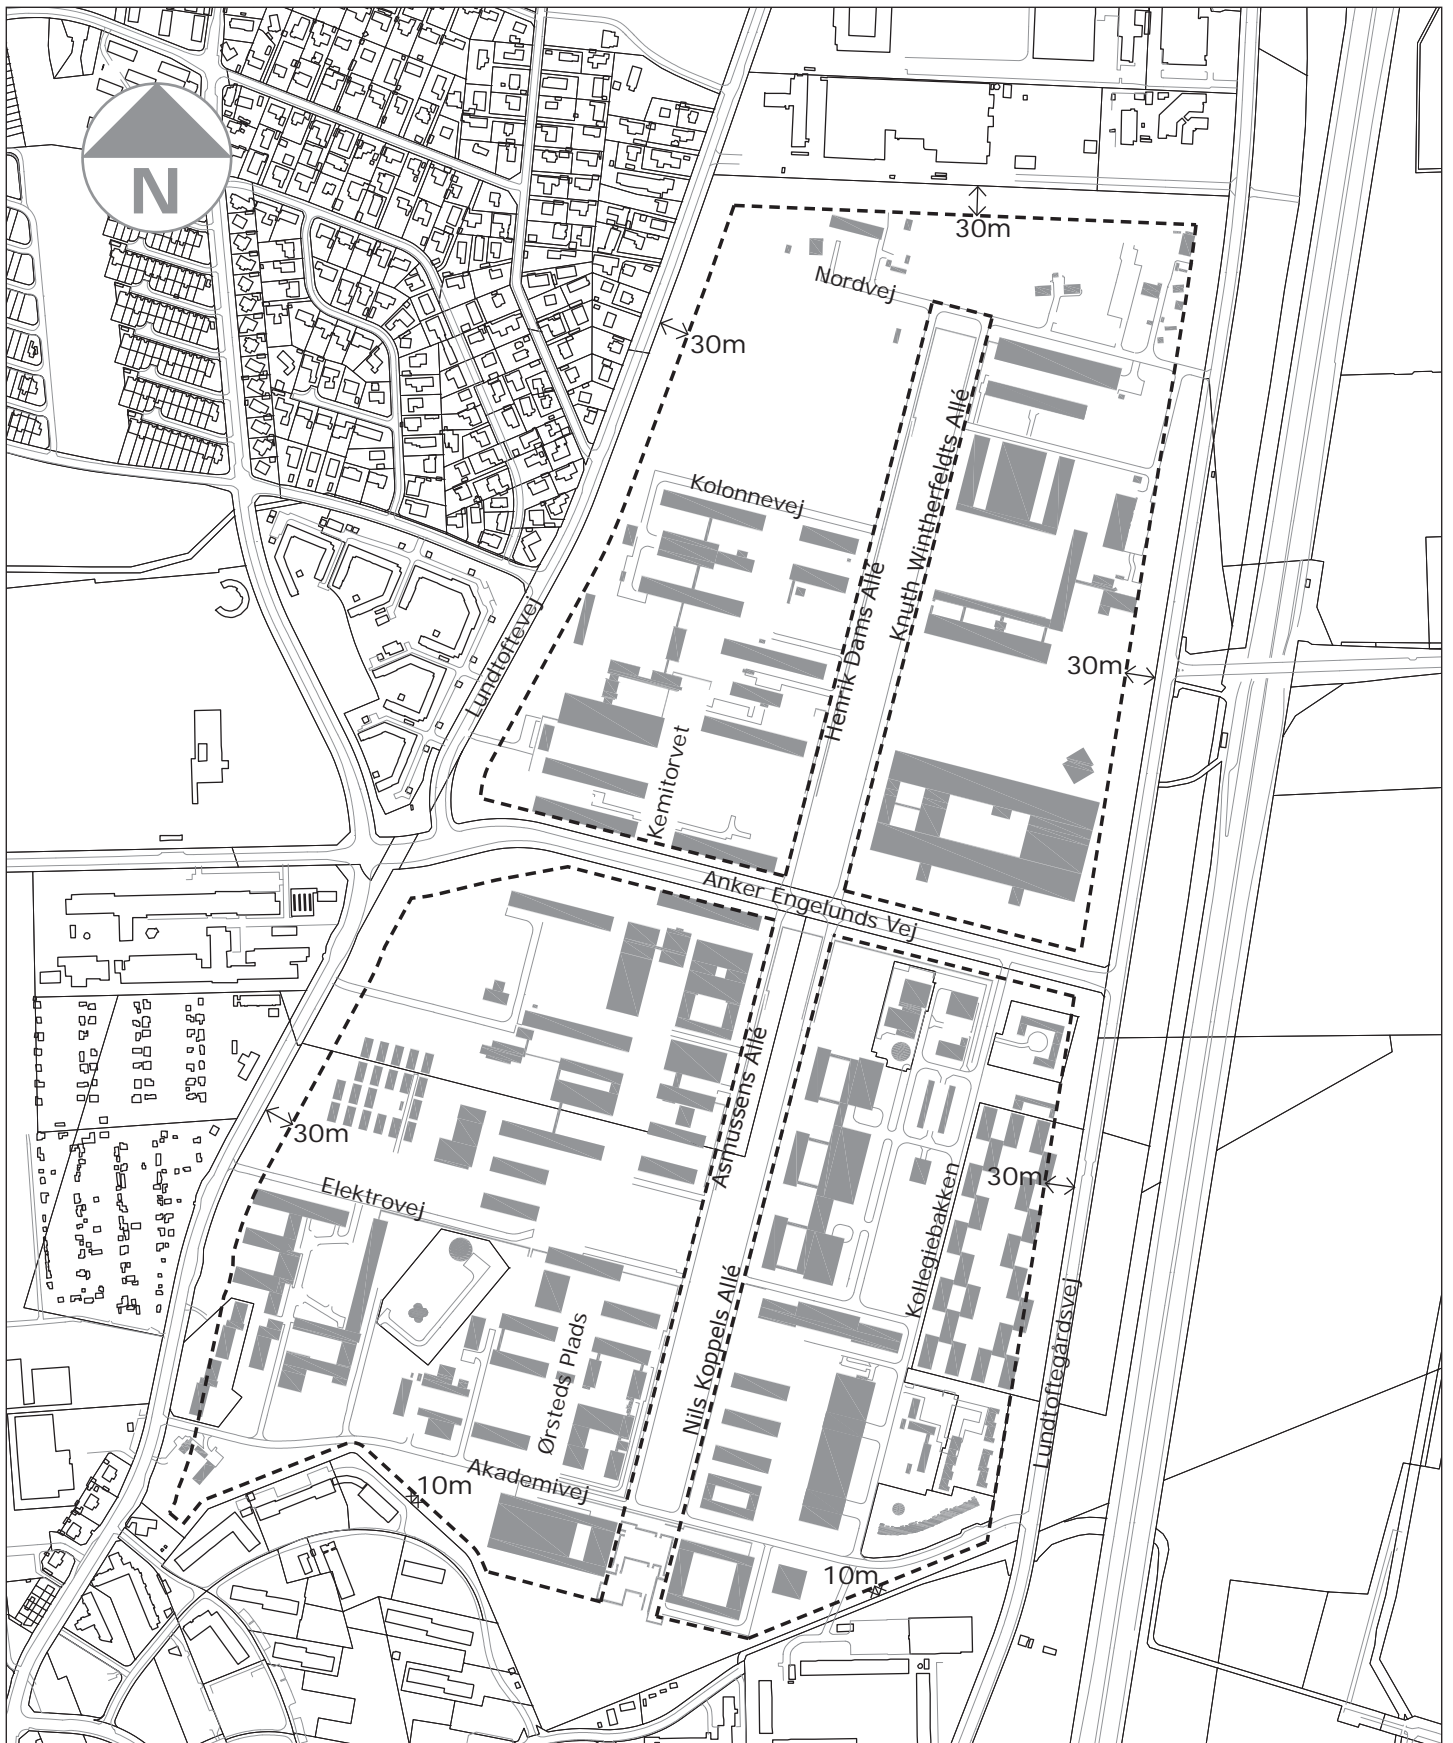 N
30m
Nordvej
30m
Kolonnevej
Knuth Wintherfeldts Allé
Henrik Dams Allé
Lundtoftevej
30m
Kemitorvet
Anker Engelunds Vej
Asmussens Allé
30m
Elektrovej
30m
Kollegiebakken
Nils Koppels Allé
Lundtoftegårdsvej
Ørsteds Plads
Akademivej
10m
10m